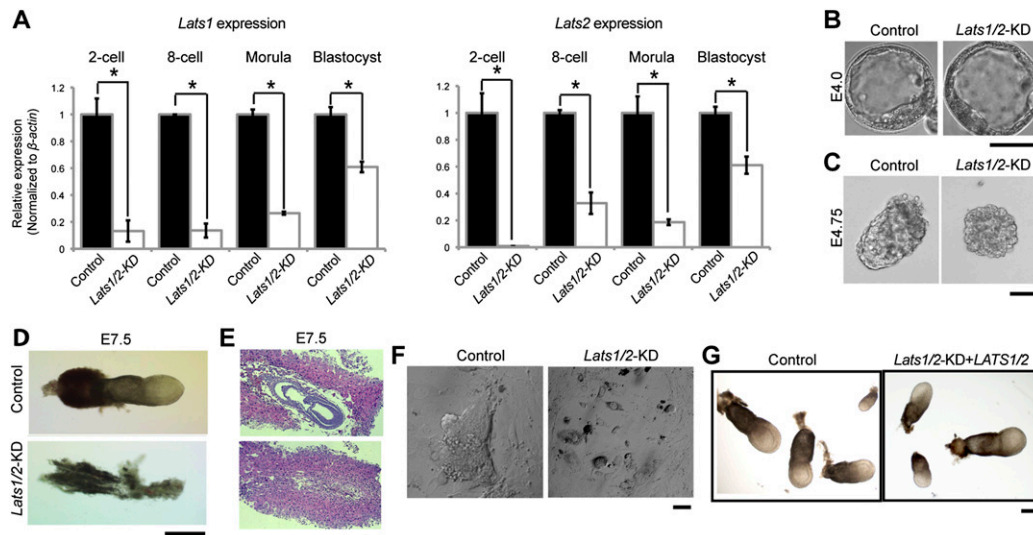 A
Lats1 expression
2-cell 8-cell Morula Blastocyst
* * * *
Relative expression
(Normalized to β-actin)
1.2
1
0.8
0.6
0.4
0.2
0
Control Lats1/2-KD Control Lats1/2-KD Control Lats1/2-KD Control Lats1/2-KD
Lats2 expression
2-cell 8-cell Morula Blastocyst
* * * *
1.2
1
0.8
0.6
0.4
0.2
0
Control Lats1/2-KD Control Lats1/2-KD Control Lats1/2-KD Control Lats1/2-KD
B
Control Lats1/2-KD
E4.0
C
Control Lats1/2-KD
E4.75
D
E7.5
Control
Lats1/2-KD
E
E7.5
F
Control Lats1/2-KD
G
Control Lats1/2-KD+LATS1/2